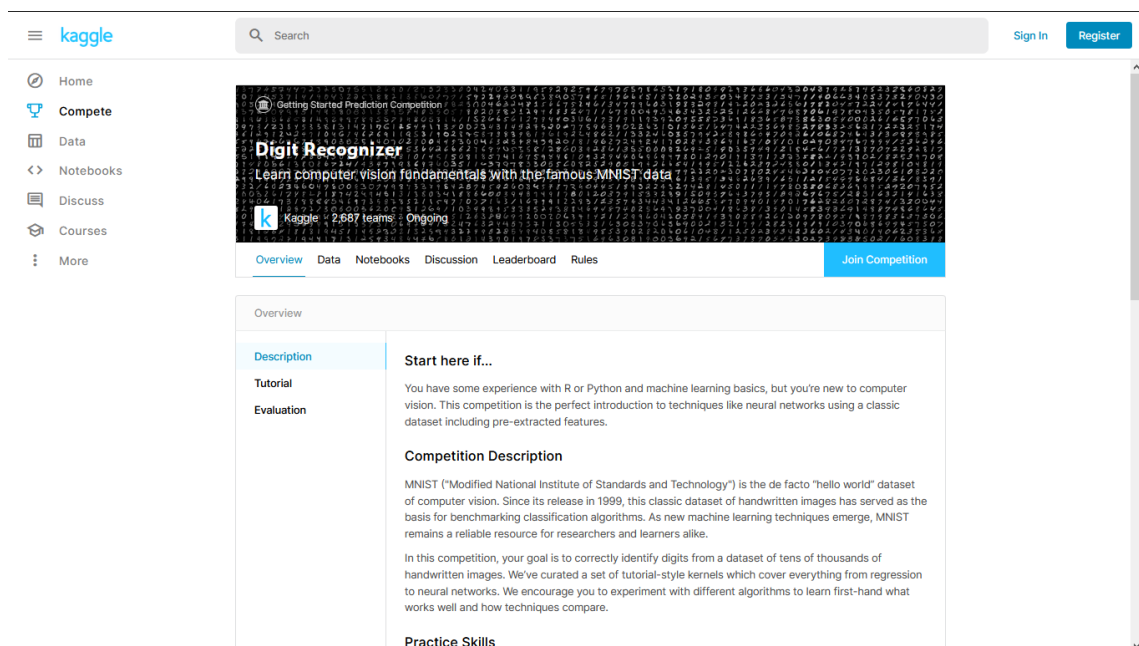 kaggle
Search
Sign In
Register
Home
Compete
Data
Notebooks
Discuss
Courses
More
Getting Started Prediction Competition
Digit Recognizer
Learn computer vision fundamentals with the famous MNIST data
k
Kaggle · 2,687 teams · Ongoing
Overview Data Notebooks Discussion Leaderboard Rules
Join Competition
Overview
Description
Tutorial
Evaluation
Start here if...
You have some experience with R or Python and machine learning basics, but you're new to computer
vision. This competition is the perfect introduction to techniques like neural networks using a classic
dataset including pre-extracted features.
Competition Description
MNIST ("Modified National Institute of Standards and Technology") is the de facto "hello world" dataset
of computer vision. Since its release in 1999, this classic dataset of handwritten images has served as the
basis for benchmarking classification algorithms. As new machine learning techniques emerge, MNIST
remains a reliable resource for researchers and learners alike.
In this competition, your goal is to correctly identify digits from a dataset of tens of thousands of
handwritten images. We've curated a set of tutorial-style kernels which cover everything from regression
to neural networks. We encourage you to experiment with different algorithms to learn first-hand what
works well and how techniques compare.
Practice Skills